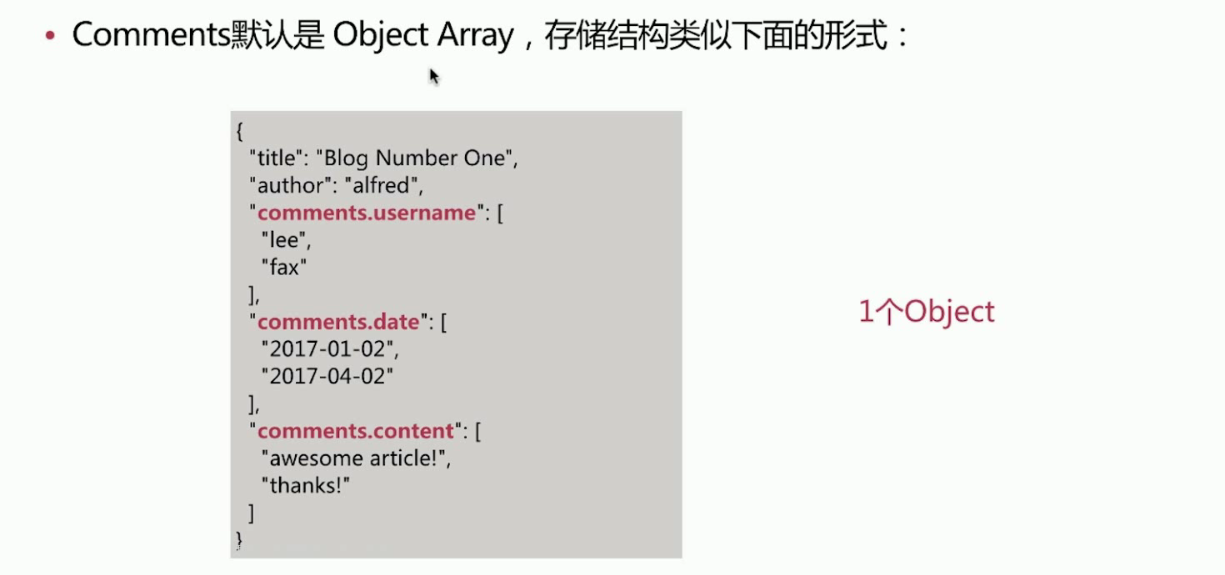 • Comments默认是 Object Array，存储结构类似下面的形式：
{
"title": "Blog Number One",
"author": "alfred",
"comments.username": [
"lee",
"fax"
],
"comments.date": [
"2017-01-02",
"2017-04-02"
],
"comments.content": [
"awesome article!",
"thanks!"
]
}
1个Object